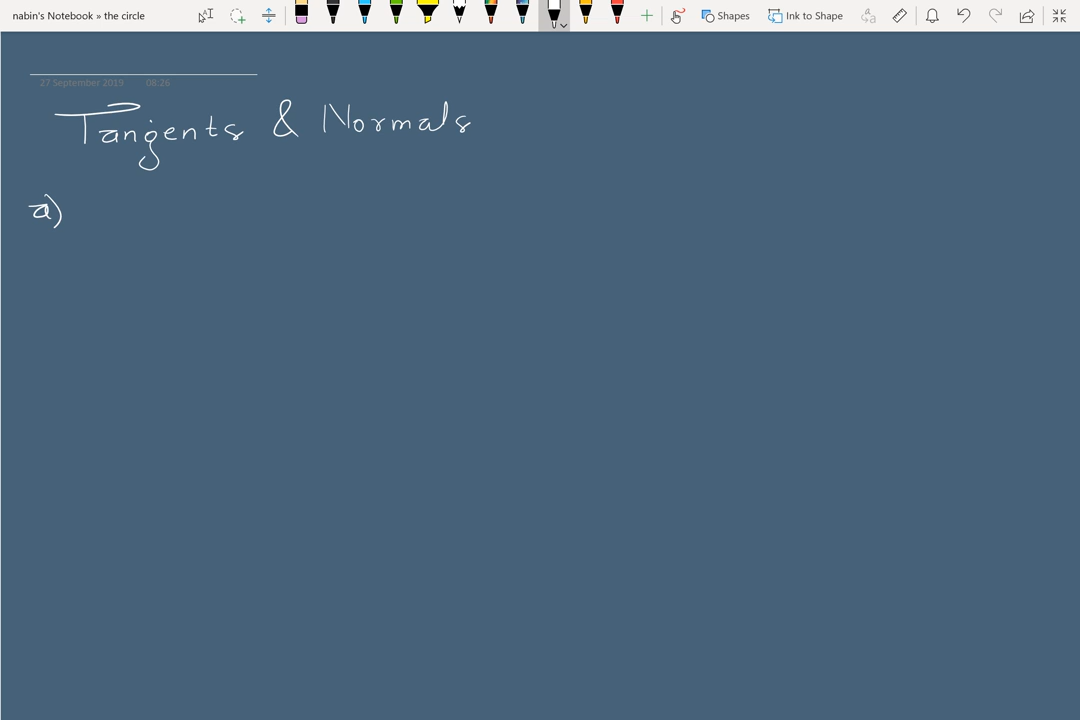 nabin's Notebook » the circle
Shapes
Ink to Shape
27 September 2019 08:26
Tangents & Normals
a)